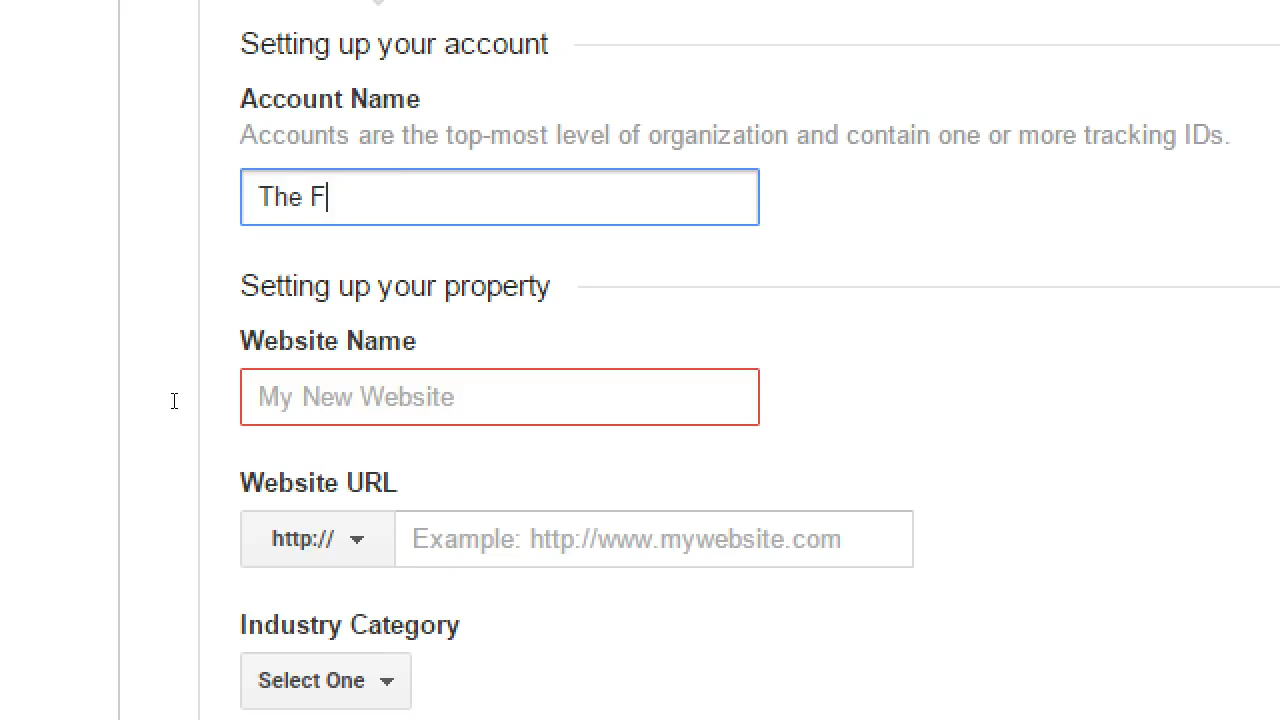 Setting up your account
Account Name
Accounts are the top-most level of organization and contain one or more tracking IDs.
The F
Setting up your property
Website Name
My New Website
Website URL
http:// Example: http://www.mywebsite.com
Industry Category
Select One